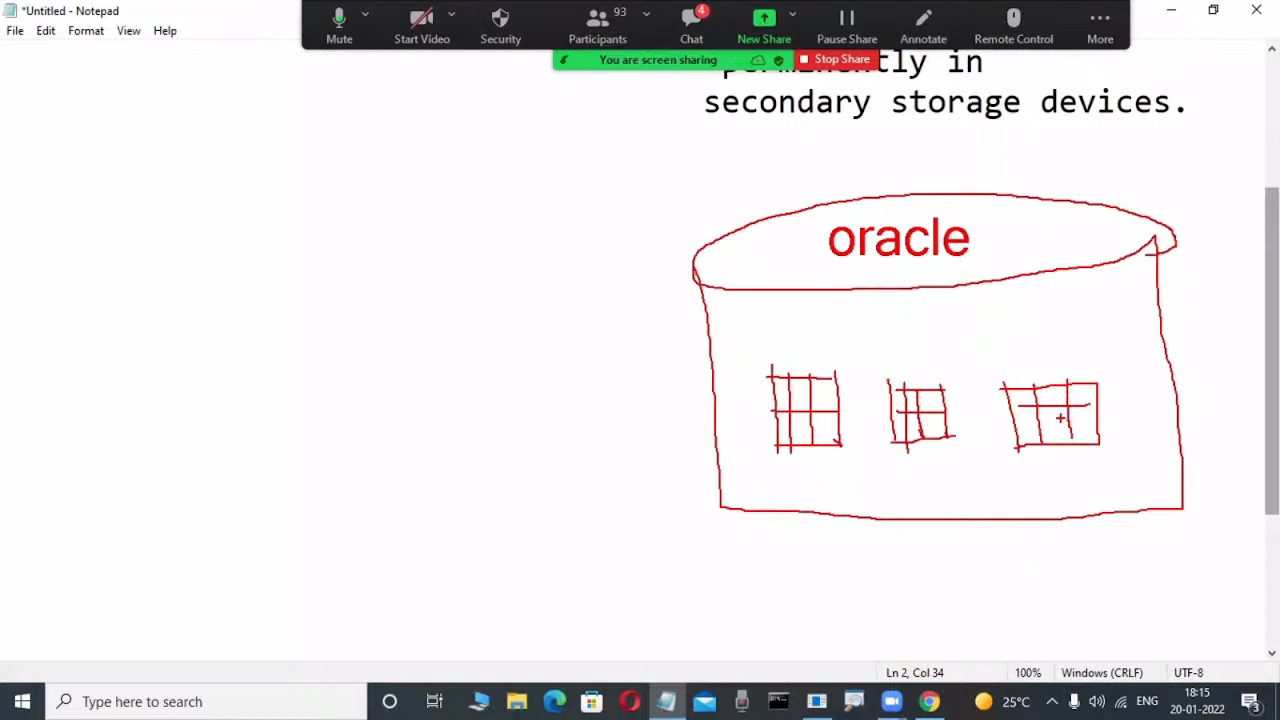 *Untitled - Notepad
File Edit Format View Help
Mute
Start Video
Security
93
Participants
4
Chat
New Share
Pause Share
Annotate
Remote Control
More
You are screen sharing
Stop Share
in
secondary storage devices.
oracle
Ln 2, Col 34
100%
Windows (CRLF)
UTF-8
Type here to search
25°C
ENG
18:15
20-01-2022
3